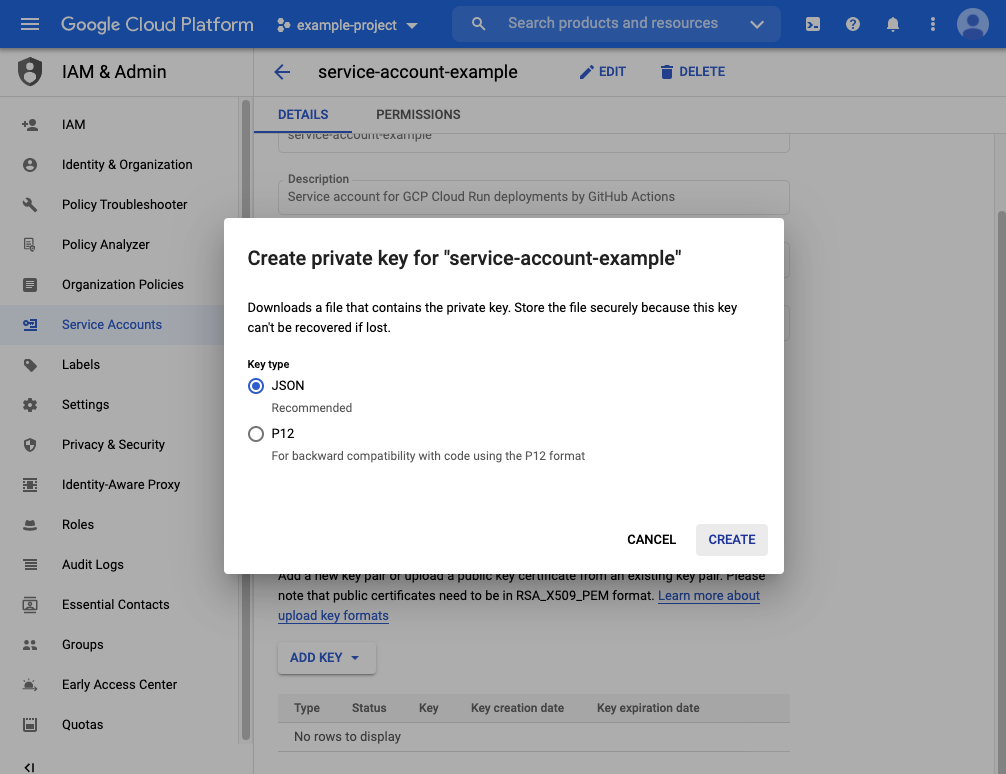 Google Cloud Platform
example-project
Search products and resources
IAM & Admin
service-account-example
EDIT
DELETE
DETAILS
PERMISSIONS
IAM
Identity & Organization
Policy Troubleshooter
Policy Analyzer
Organization Policies
Service Accounts
Labels
Settings
Privacy & Security
Identity-Aware Proxy
Roles
Audit Logs
Essential Contacts
Groups
Early Access Center
Quotas
service-account-example
Description
Service account for GCP Cloud Run deployments by GitHub Actions
Create private key for "service-account-example"
Downloads a file that contains the private key. Store the file securely because this key
can't be recovered if lost.
Key type
JSON
Recommended
P12
For backward compatibility with code using the P12 format
CANCEL
CREATE
Add a new key pair or upload a public key certificate from an existing key pair. Please
note that public certificates need to be in RSA_X509_PEM format. Learn more about
upload key formats
ADD KEY
Type Status Key Key creation date Key expiration date
No rows to display